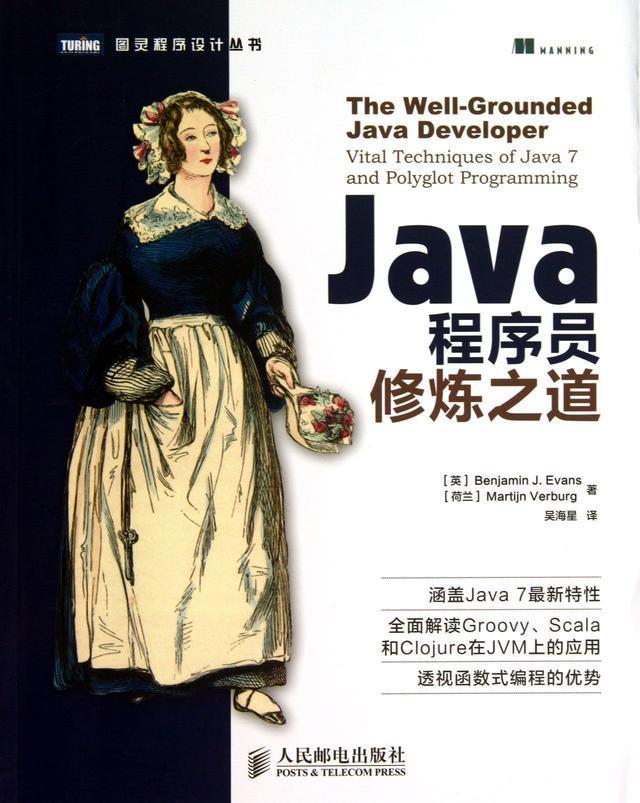 TURING 图灵程序设计丛书
MANNING
The Well-Grounded
Java Developer
Vital Techniques of Java 7
and Polyglot Programming
Java
程序员
修炼之道
[英] Benjamin J. Evans
[荷兰] Martijn Verburg 著
吴海星 译
涵盖Java 7最新特性
全面解读Groovy、Scala
和Clojure在JVM上的应用
透视函数式编程的优势
人民邮电出版社
POSTS & TELECOM PRESS